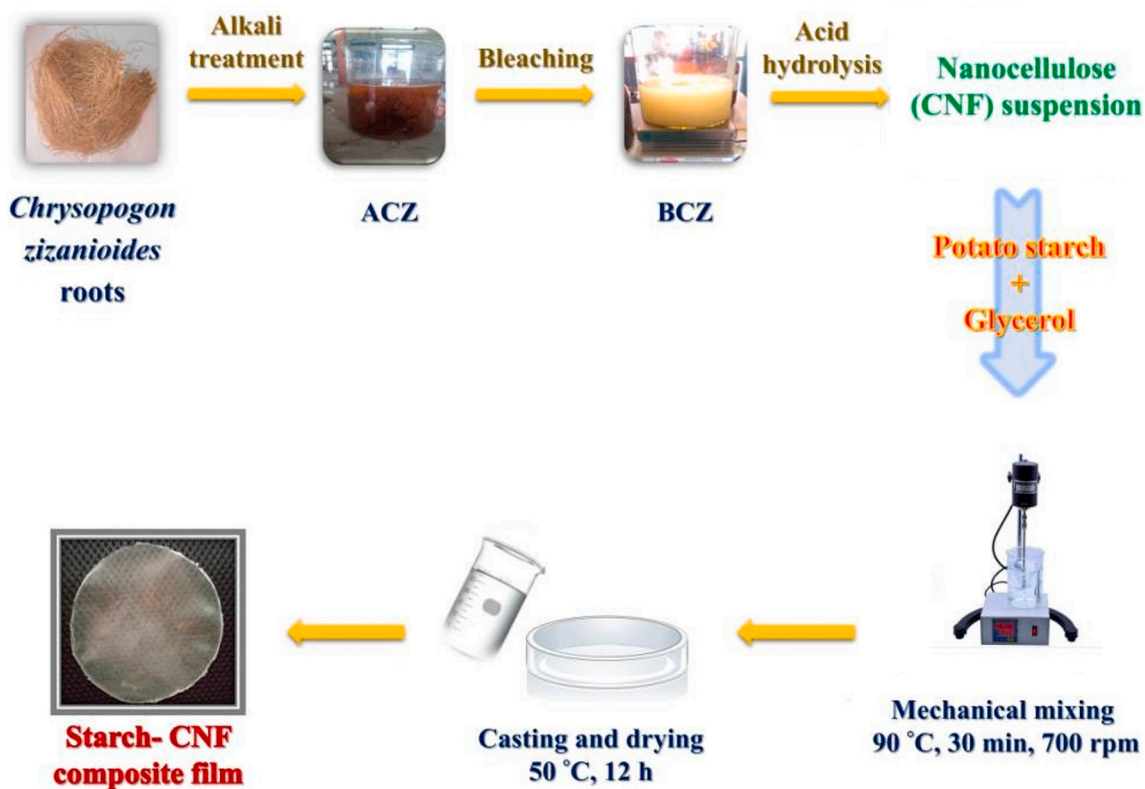 Alkali
treatment
Bleaching
Acid
hydrolysis
Nanocellulose
(CNF) suspension
Chrysopogon
zizanioides
roots
ACZ
BCZ
Potato starch
+
Glycerol
Mechanical mixing
90 ˚C, 30 min, 700 rpm
Casting and drying
50 ˚C, 12 h
Starch- CNF
composite film